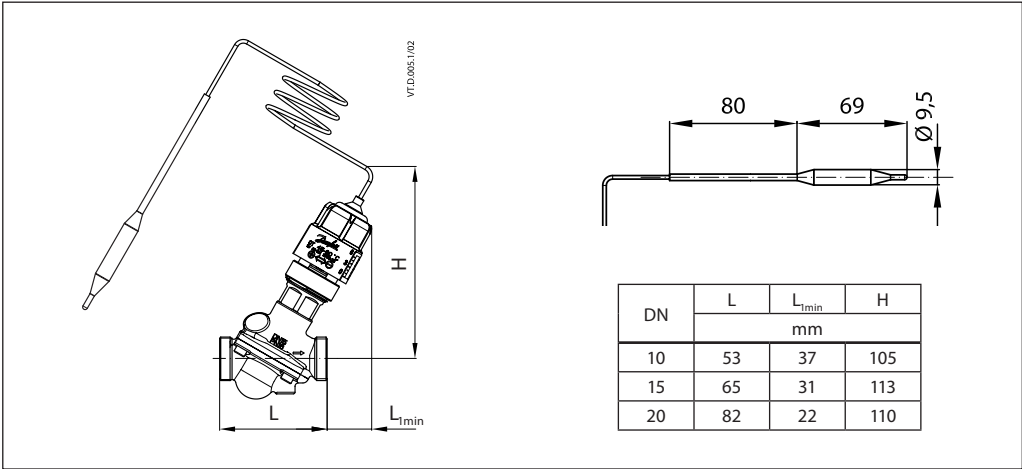 VT.D.005.1/02
H
L
L1min
80
69
Ø 9,5
DN L L1min H
mm
10 53 37 105
15 65 31 113
20 82 22 110